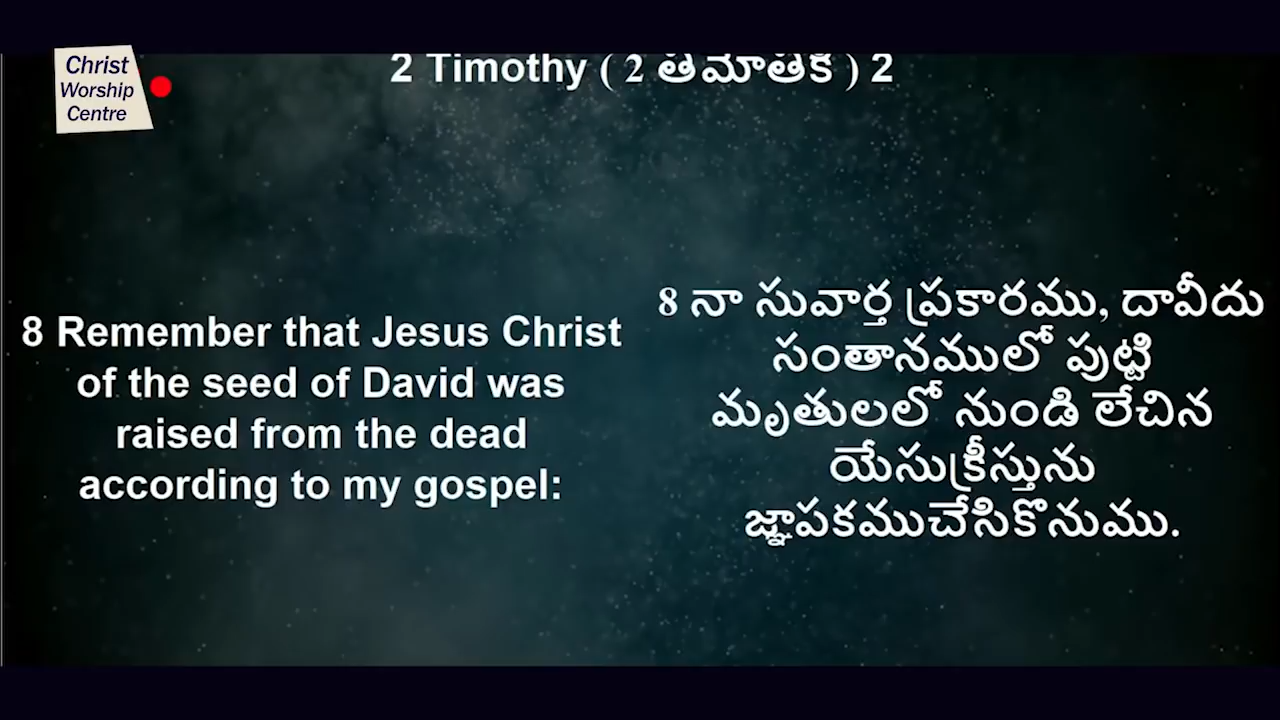 Christ
Worship
Centre
2 Timothy ( 2 తిమోతికి ) 2
8 Remember that Jesus Christ
of the seed of David was
raised from the dead
according to my gospel:
8 నా సువార్త ప్రకారము, దావీదు
సంతానములో పుట్టి
మృతులలో నుండి లేచిన
యేసుక్రీస్తును
జ్ఞాపకముచేసికొనుము.